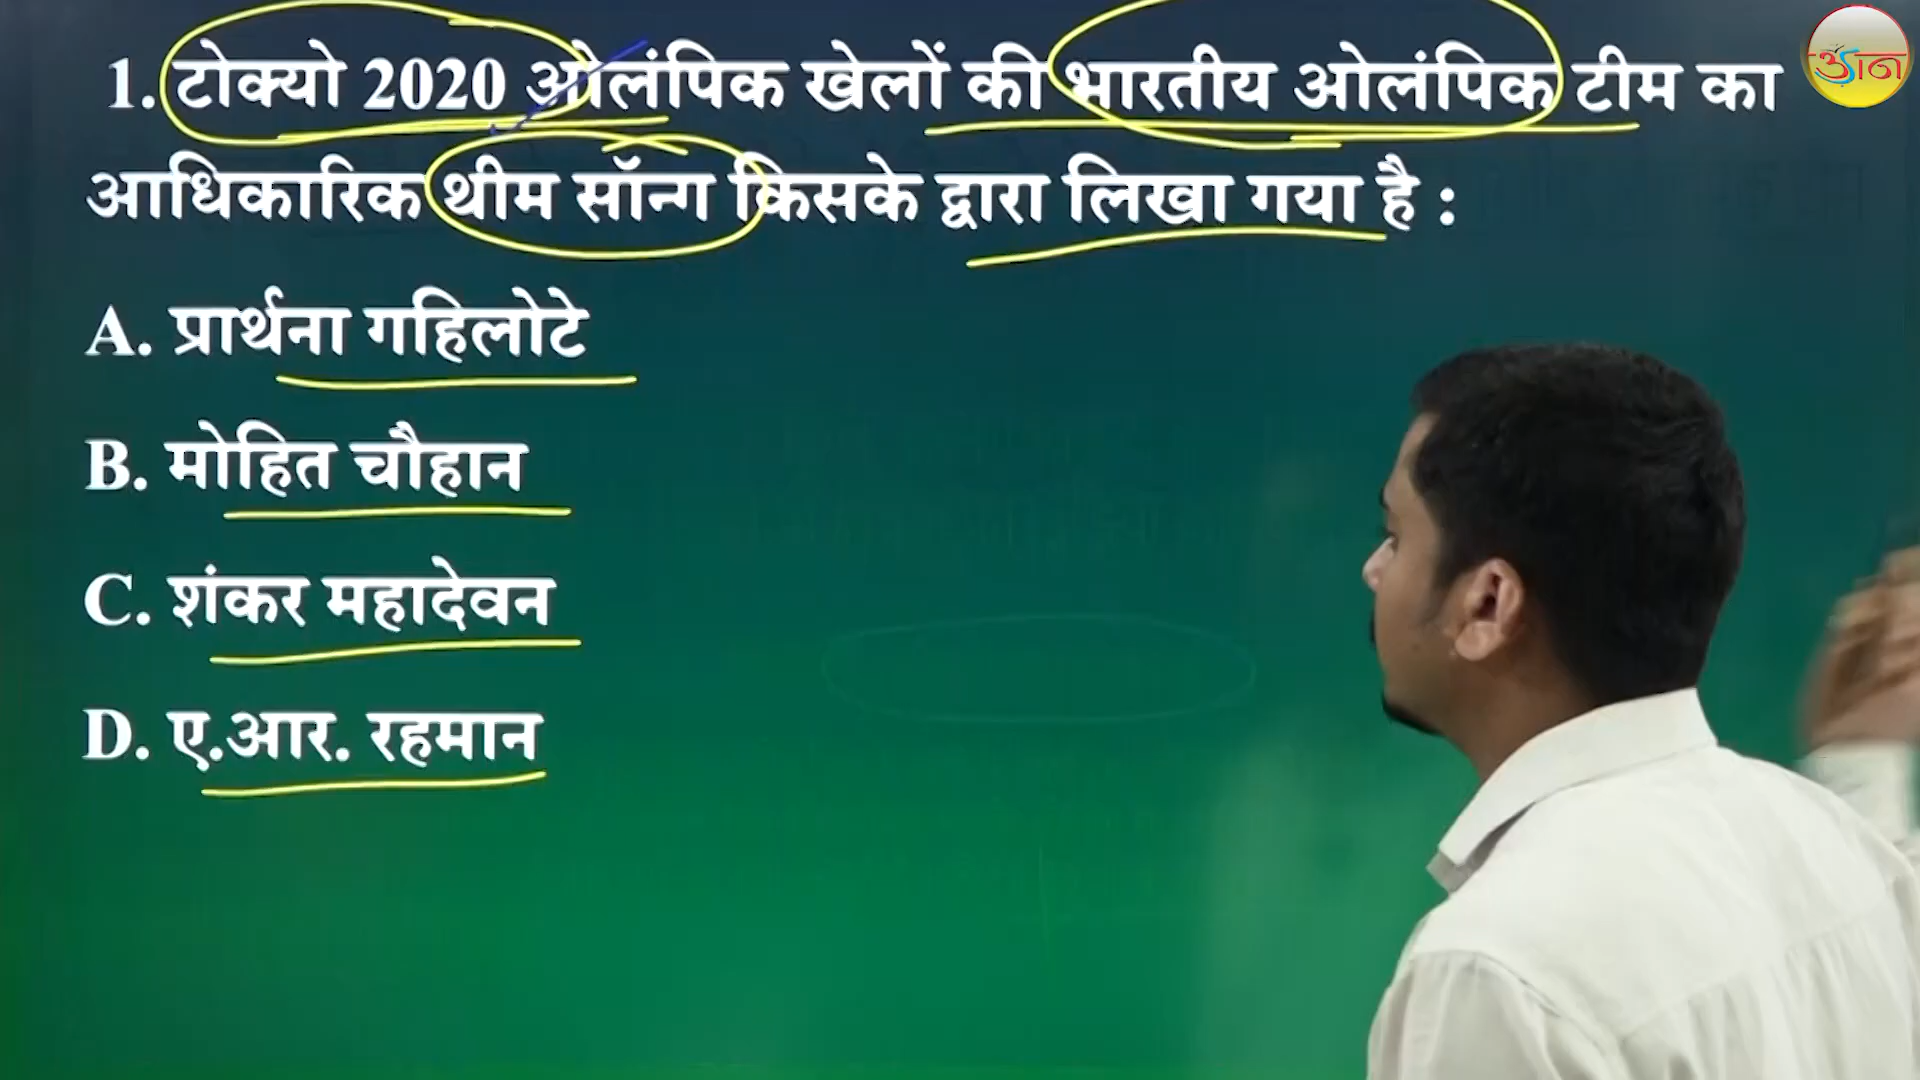 1. टोक्यो 2020 ओलंपिक खेलों की भारतीय ओलंपिक टीम का
आधिकारिक थीम सॉन्ग किसके द्वारा लिखा गया है :
A. प्रार्थना गहिलोटे
B. मोहित चौहान
C. शंकर महादेवन
D. ए.आर. रहमान